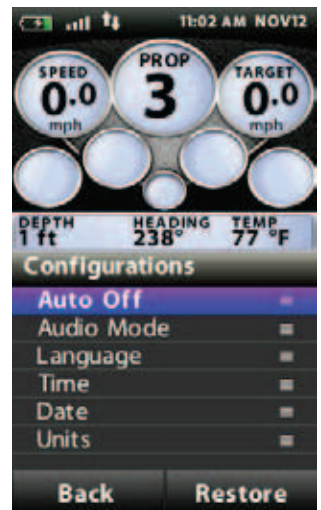 11:02 AM NOV12
SPEED PROP TARGET
0.0 3 0.0
mph mph
DEPTH HEADING TEMP
1 ft 238° 77 °F
Configurations
Auto Off
Audio Mode
Language
Time
Date
Units
Back Restore